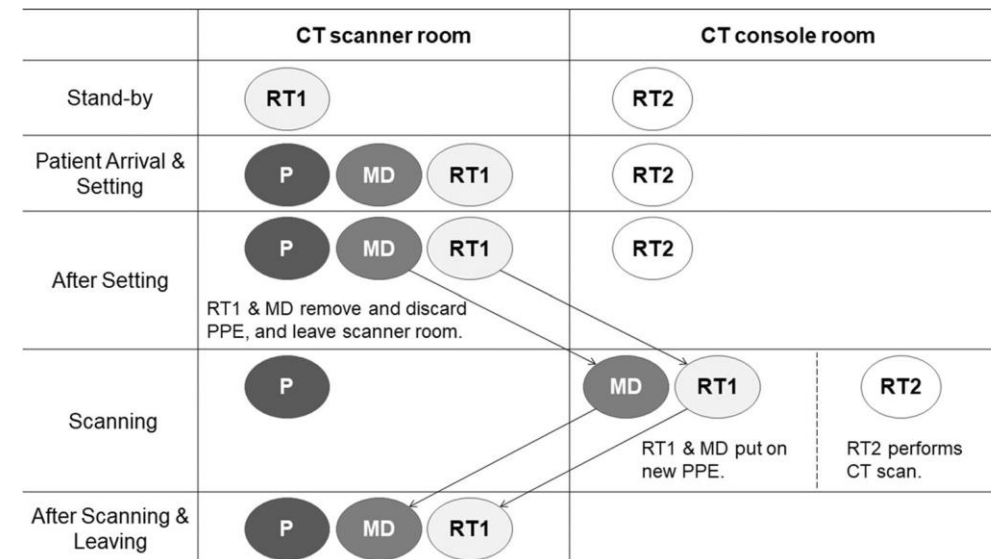 CT scanner room
CT console room
Stand-by
RT1
RT2
Patient Arrival &
Setting
P
MD
RT1
RT2
After Setting
P
MD
RT1
RT2
RT1 & MD remove and discard
PPE, and leave scanner room.
Scanning
P
MD
RT1
RT2
RT1 & MD put on
new PPE.
RT2 performs
CT scan.
After Scanning &
Leaving
P
MD
RT1